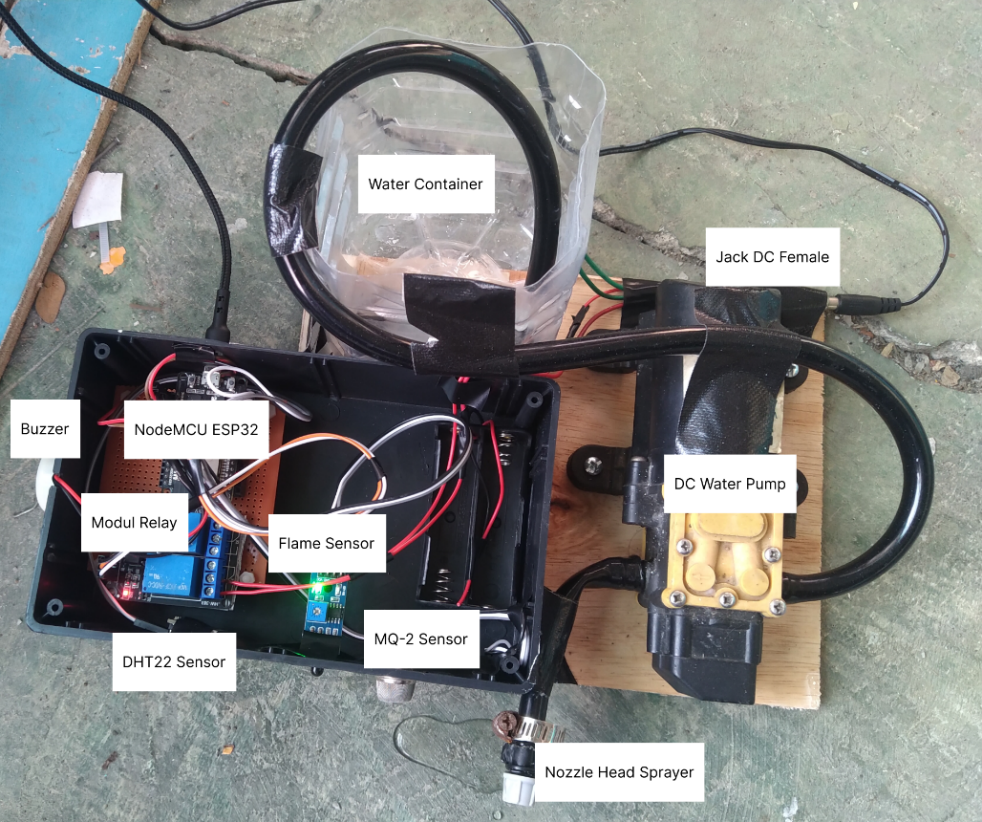 Water Container
Jack DC Female
Buzzer
NodeMCU ESP32
DC Water Pump
Modul Relay
Flame Sensor
MQ-2 Sensor
DHT22 Sensor
Nozzle Head Sprayer